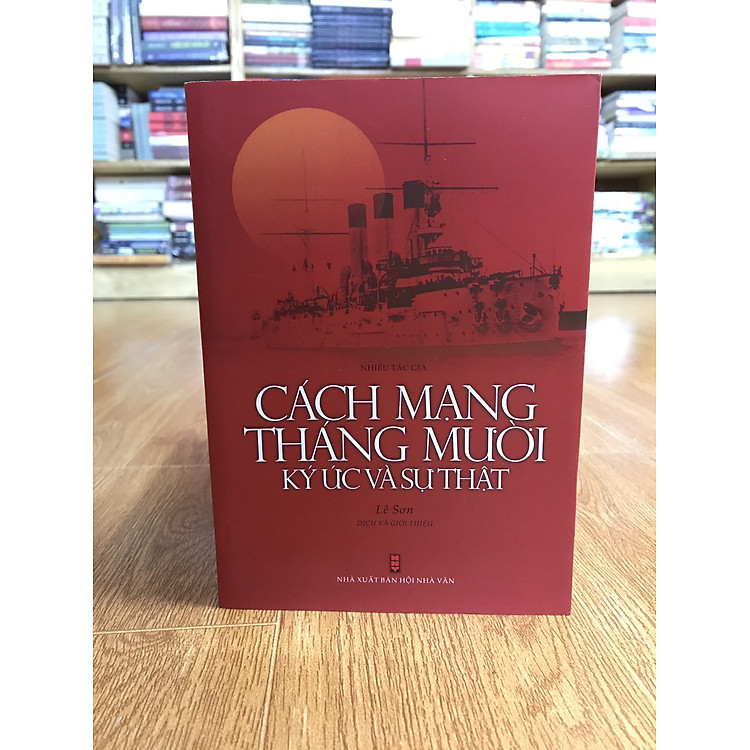 NHIỀU TÁC GIẢ
CÁCH MẠNG
THÁNG MƯỜI
KÝ ỨC VÀ SỰ THẬT
Lê Sơn
DỊCH VÀ GIỚI THIỆU
NHÀ XUẤT BẢN HỘI NHÀ VĂN